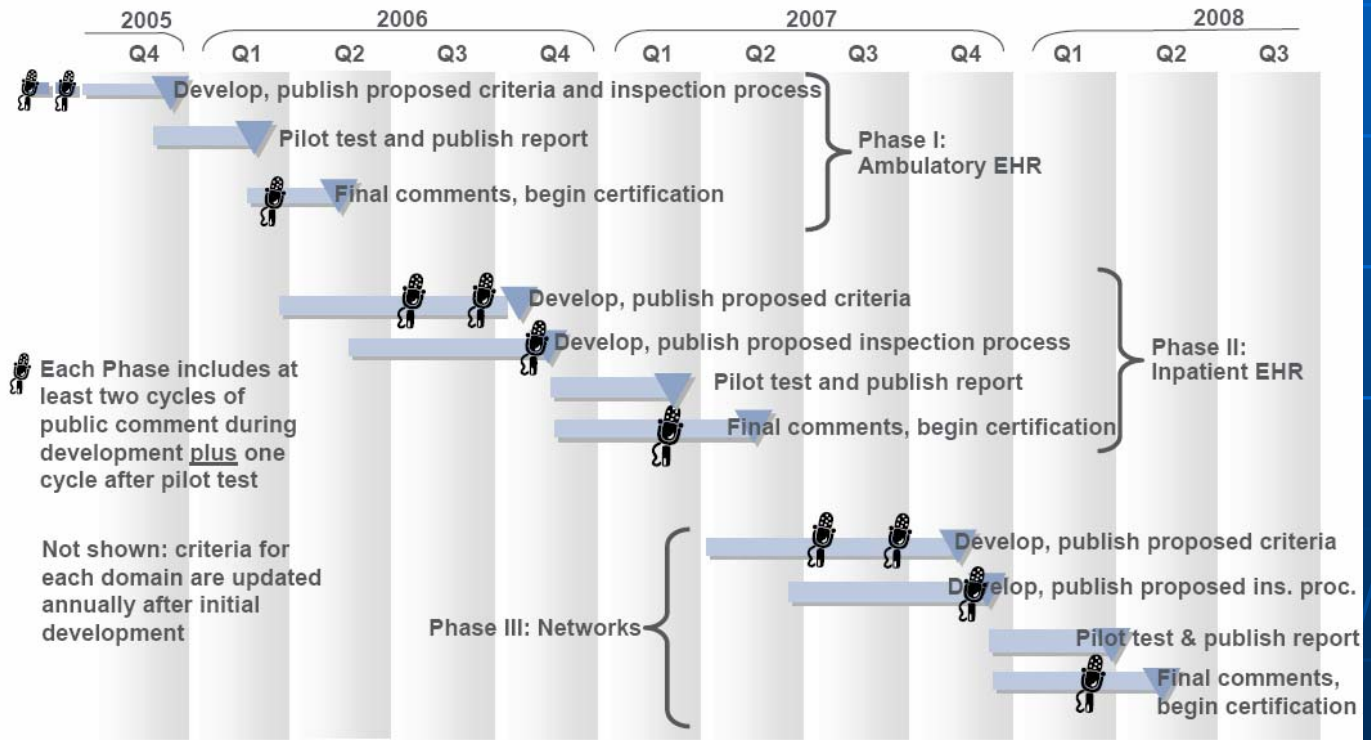 2005 2006 2007 2008
Q4 Q1 Q2 Q3 Q4 Q1 Q2 Q3 Q4 Q1 Q2 Q3
Develop, publish proposed criteria and inspection process
Pilot test and publish report
Final comments, begin certification
Phase I:
Ambulatory EHR
Develop, publish proposed criteria
Develop, publish proposed inspection process
Pilot test and publish report
Final comments, begin certification
Phase II:
Inpatient EHR
Each Phase includes at
least two cycles of
public comment during
development plus one
cycle after pilot test
Not shown: criteria for
each domain are updated
annually after initial
development
Phase III: Networks
Develop, publish proposed criteria
Develop, publish proposed ins. proc.
Pilot test & publish report
Final comments,
begin certification